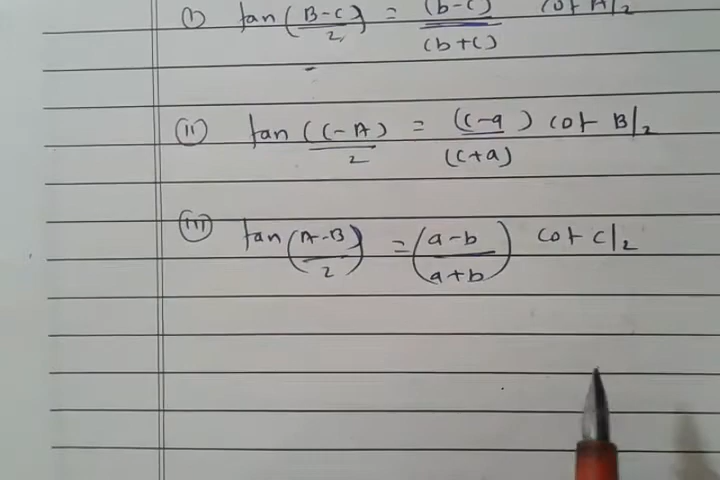 (i) tan (B-C/2) = (b-c)/(b+c) cot A/2
(ii) tan (C-A)/2 = (c-a)/(c+a) cot B/2
(iii) tan (A-B/2) = (a-b/a+b) cot C/2